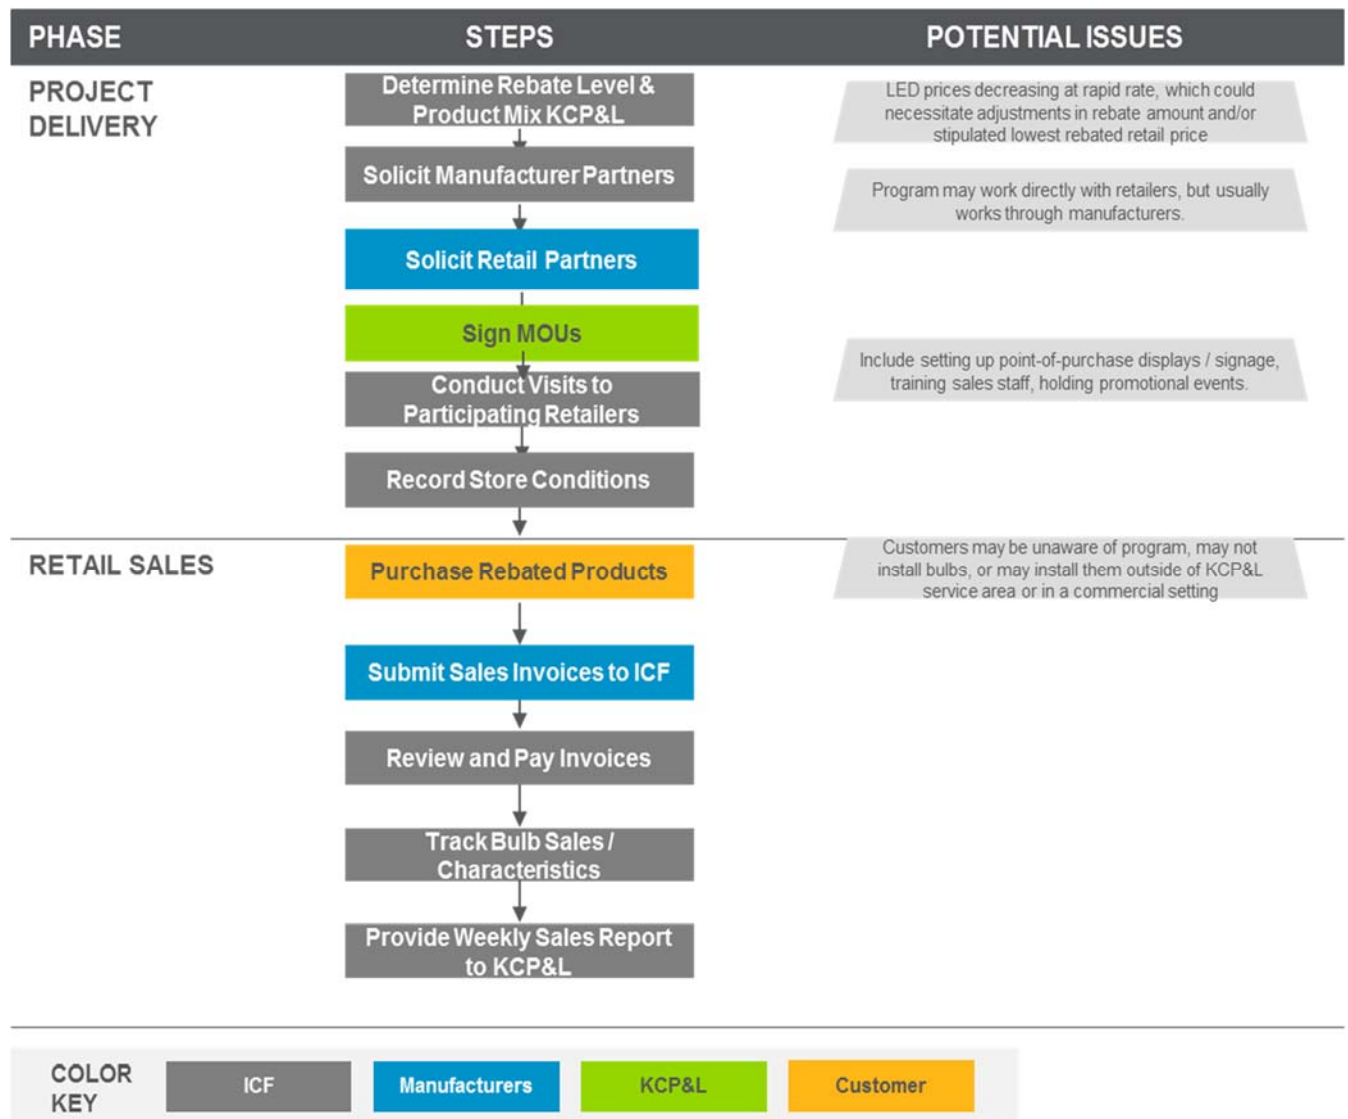 PHASE
STEPS
POTENTIAL ISSUES
PROJECT
DELIVERY
Determine Rebate Level &
Product Mix KCP&L
LED prices decreasing at rapid rate, which could
necessitate adjustments in rebate amount and/or
stipulated lowest rebated retail price
Solicit Manufacturer Partners
Program may work directly with retailers, but usually
works through manufacturers.
Solicit Retail Partners
Sign MOUs
Conduct Visits to
Participating Retailers
Include setting up point-of-purchase displays / signage,
training sales staff, holding promotional events.
Record Store Conditions
RETAIL SALES
Purchase Rebated Products
Customers may be unaware of program, may not
install bulbs, or may install them outside of KCP&L
service area or in a commercial setting
Submit Sales Invoices to ICF
Review and Pay Invoices
Track Bulb Sales /
Characteristics
Provide Weekly Sales Report
to KCP&L
COLOR
KEY
ICF
Manufacturers
KCP&L
Customer